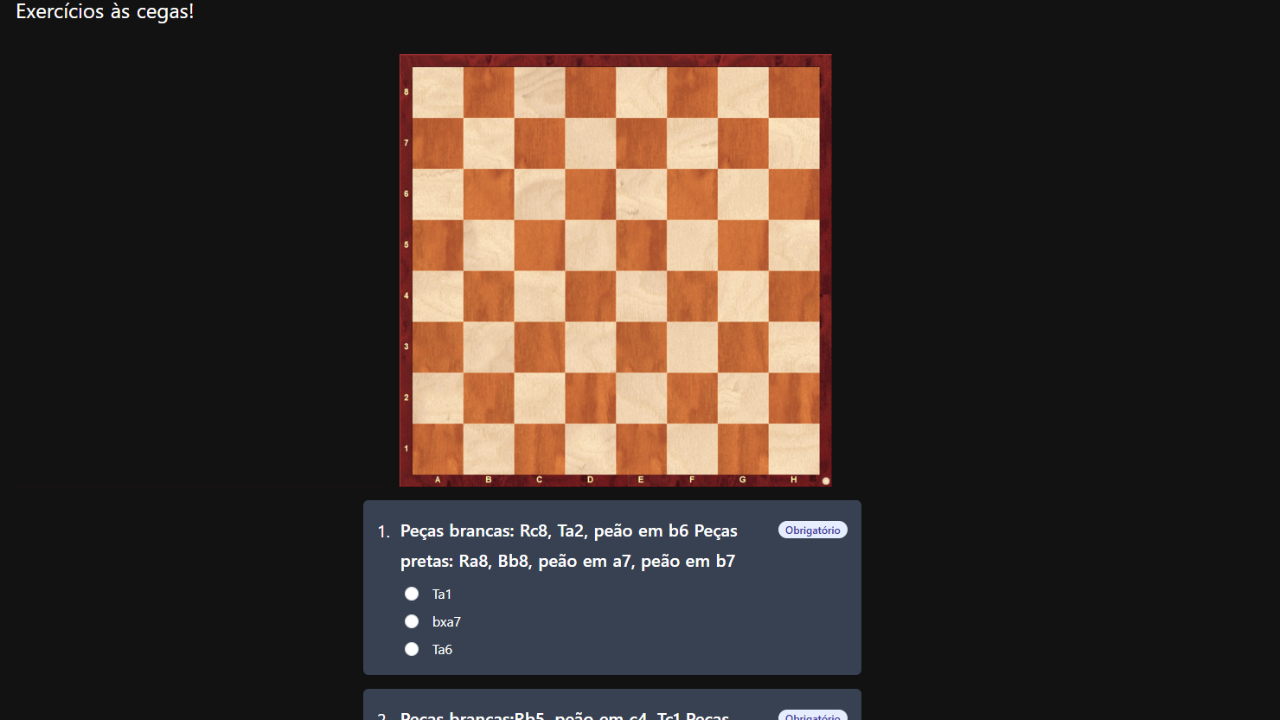 Exercícios às cegas!
8
7
6
5
4
3
2
1
A B C D E F G H
1. Peças brancas: Rc8, Ta2, peão em b6 Peças Obrigatório
pretas: Ra8, Bb8, peão em a7, peão em b7
Ta1
bxa7
Ta6
2. Peças brancas:Rb5, peão em c4, Tc1 Peças Obrigatório